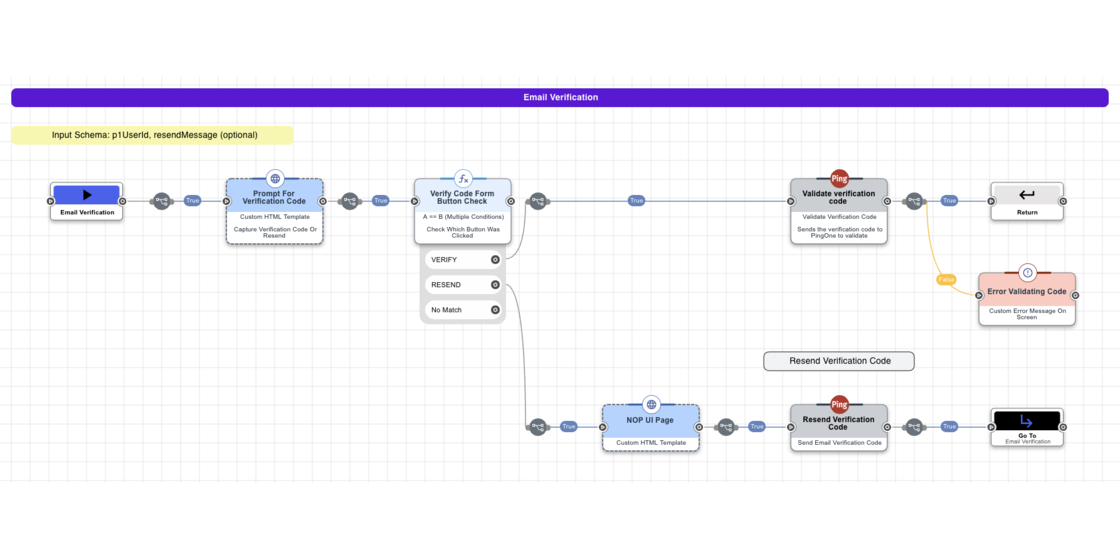 Email Verification
Input Schema: p1UserId, resendMessage (optional)
Email Verification
True
Prompt For
Verification Code
Custom HTML Template
Capture Verification Code Or
Resend
True
Verify Code Form
Button Check
A == B (Multiple Conditions)
Check Which Button Was
Clicked
VERIFY
RESEND
No Match
True
Ping
Validate verification
code
Validate Verification Code
Sends the verification code to
PingOne to validate
True
Return
False
Error Validating Code
Custom Error Message On
Screen
Resend Verification Code
True
NOP UI Page
Custom HTML Template
True
Ping
Resend Verification
Code
Send Email Verification Code
True
Go To
Email Verification